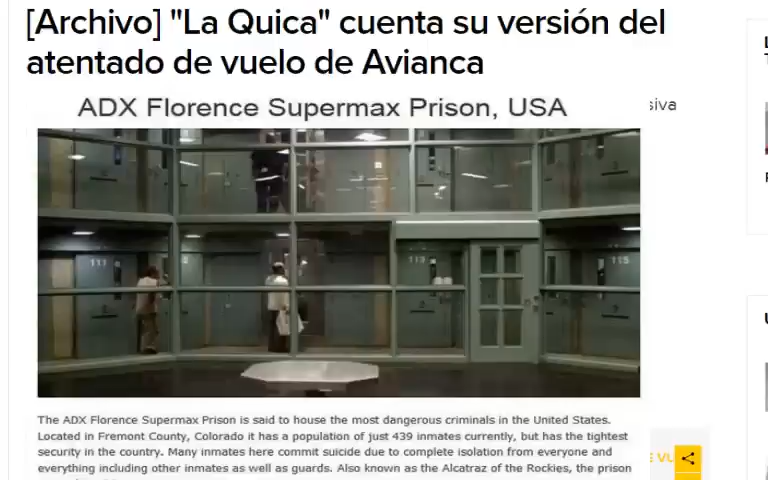 [Archivo] "La Quica" cuenta su versión del
atentado de vuelo de Avianca
siva
ADX Florence Supermax Prison, USA
111
113
115
The ADX Florence Supermax Prison is said to house the most dangerous criminals in the United States.
Located in Fremont County, Colorado it has a population of just 439 inmates currently, but has the tightest
security in the country. Many inmates here commit suicide due to complete isolation from everyone and
everything including other inmates as well as guards. Also known as the Alcatraz of the Rockies, the prison
E VU